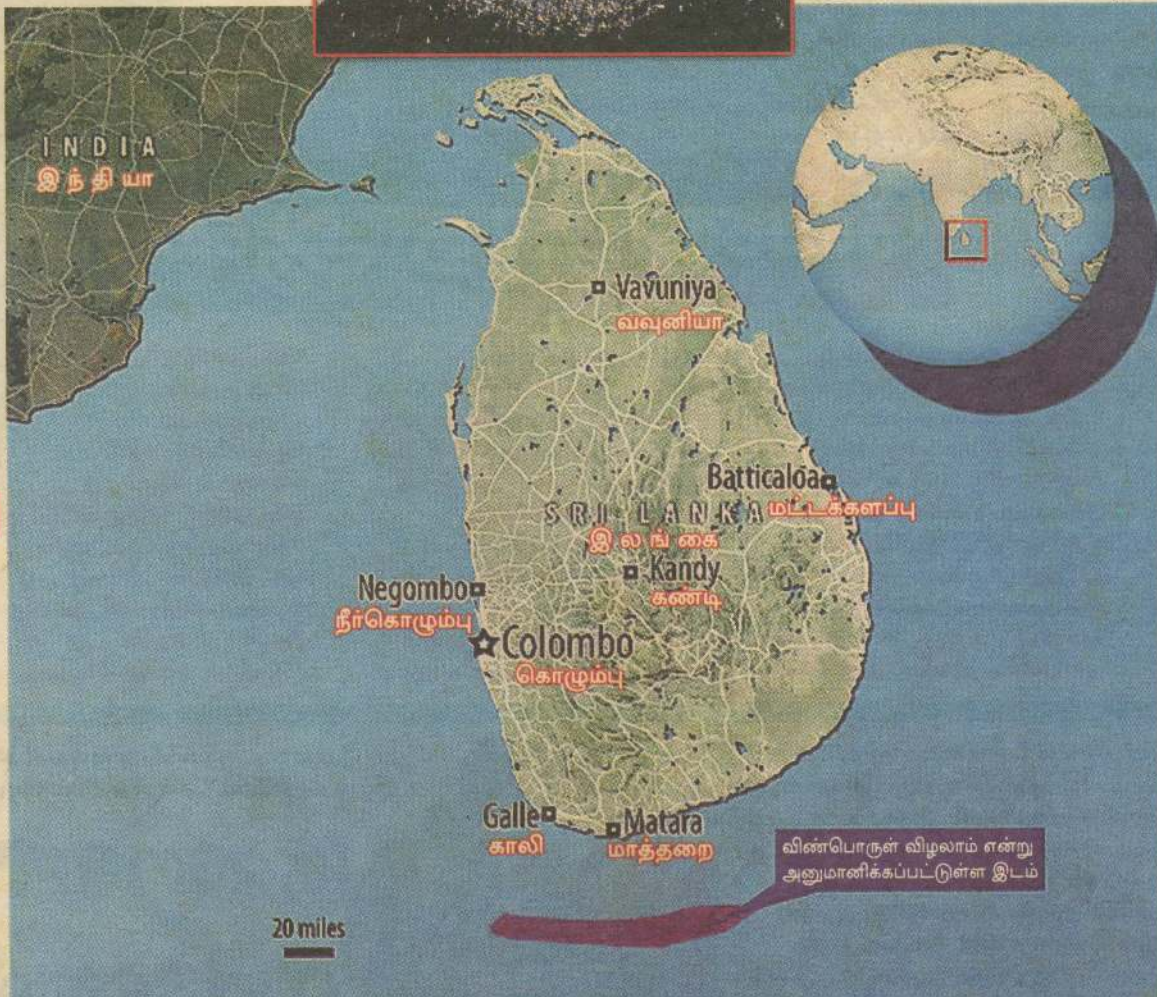 INDIA
இந்தியா
Vavuniya
வவுனியா
Batticaloa
மட்டக்களப்பு
SRI LANKA
இலங்கை
Kandy
கண்டி
Negombo
நீர்கொழும்பு
Colombo
கொழும்பு
Galle
காலி
Matara
மாத்தறை
விண்பொருள் விழலாம் என்று
அனுமானிக்கப்பட்டுள்ள இடம்
20 miles